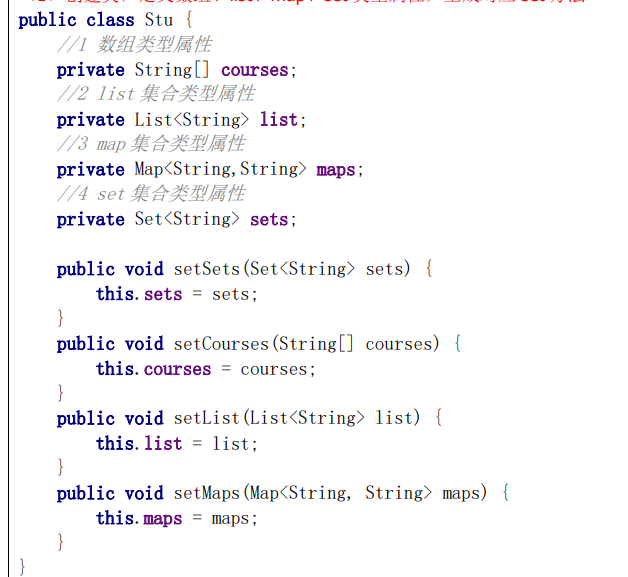 public class Stu {
//1 数组类型属性
private String[] courses;
//2 list 集合类型属性
private List<String> list;
//3 map 集合类型属性
private Map<String,String> maps;
//4 set 集合类型属性
private Set<String> sets;
public void setSets(Set<String> sets) {
this.sets = sets;
}
public void setCourses(String[] courses) {
this.courses = courses;
}
public void setList(List<String> list) {
this.list = list;
}
public void setMaps(Map<String, String> maps) {
this.maps = maps;
}
}